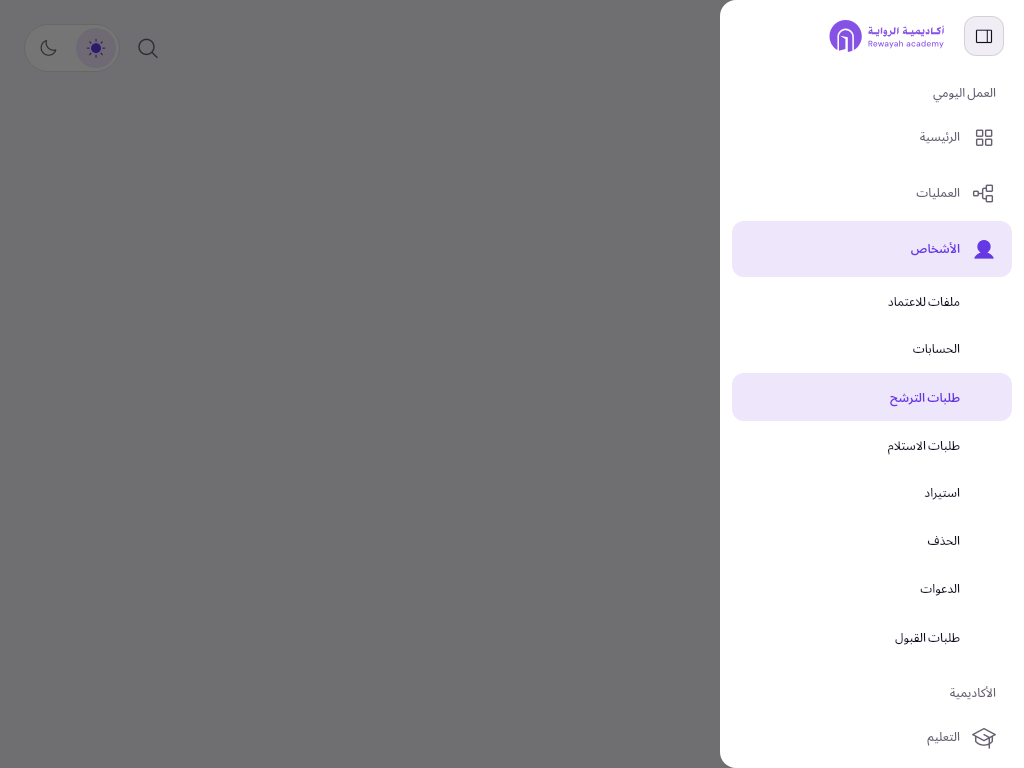 أكاديمية الرواية
Rewayah academy
العمل اليومي
الرئيسية
العمليات
الأشخاص
ملفات للاعتماد
الحسابات
طلبات الترشح
طلبات الاستلام
استيراد
الحذف
الدعوات
طلبات القبول
الأكاديمية
التعليم